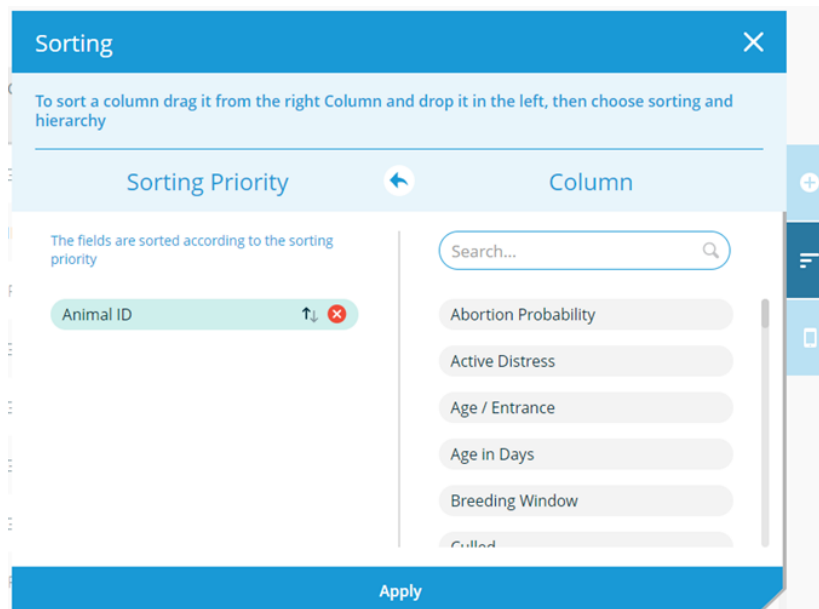 Sorting
To sort a column drag it from the right Column and drop it in the left, then choose sorting and
hierarchy
Sorting Priority
Column
The fields are sorted according to the sorting
priority
Search...
Animal ID
Abortion Probability
Active Distress
Age / Entrance
Age in Days
Breeding Window
Culled
Apply